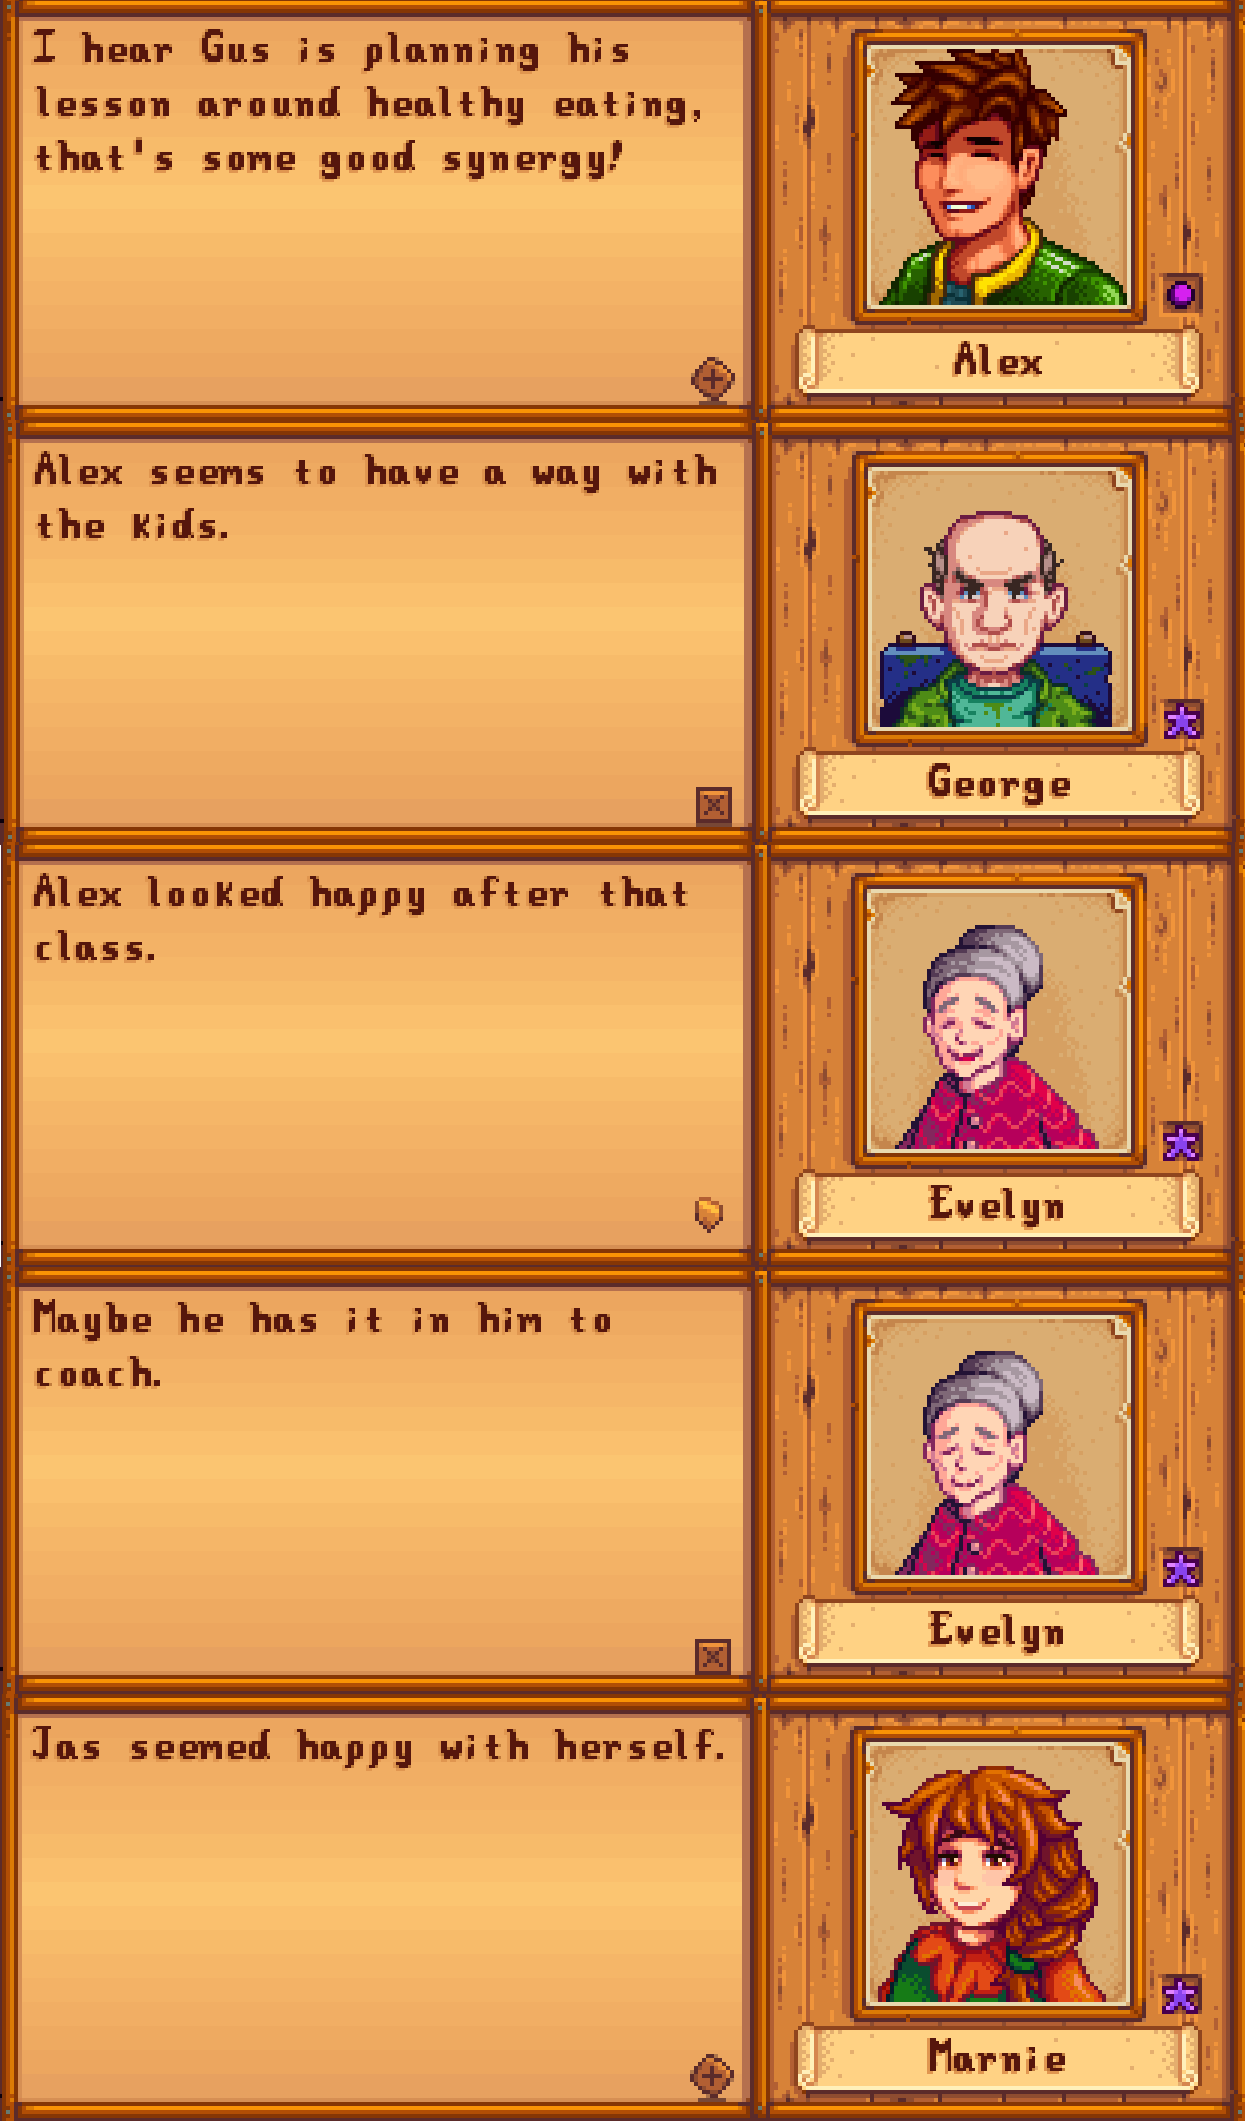 I hear Gus is planning his
lesson around healthy eating,
that's some good synergy!
Alex
Alex seems to have a way with
the kids.
George
Alex looked happy after that
class.
Evelyn
Maybe he has it in him to
coach.
Evelyn
Jas seemed happy with herself.
Marnie